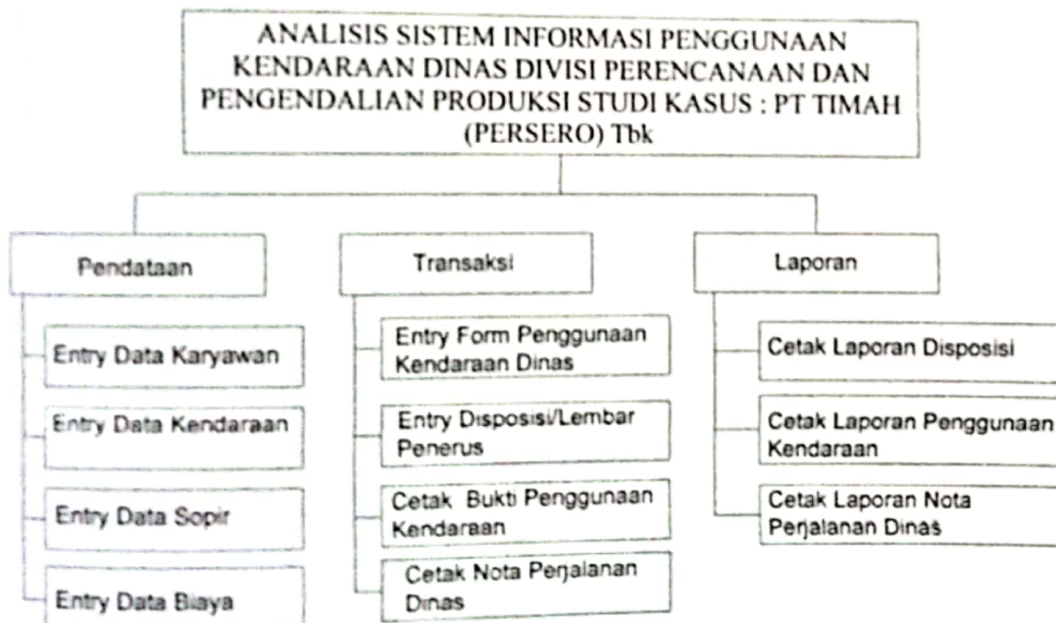 ANALISIS SISTEM INFORMASI PENGGUNAAN
KENDARAAN DINAS DIVISI PERENCANAAN DAN
PENGENDALIAN PRODUKSI STUDI KASUS : PT TIMAH
(PERSERO) Tbk
Pendataan
Entry Data Karyawan
Entry Data Kendaraan
Entry Data Sopir
Entry Data Biaya
Transaksi
Entry Form Penggunaan
Kendaraan Dinas
Entry Disposisi/Lembar
Penerus
Cetak Bukti Penggunaan
Kendaraan
Cetak Nota Perjalanan
Dinas
Laporan
Cetak Laporan Disposisi
Cetak Laporan Penggunaan
Kendaraan
Cetak Laporan Nota
Perjalanan Dinas